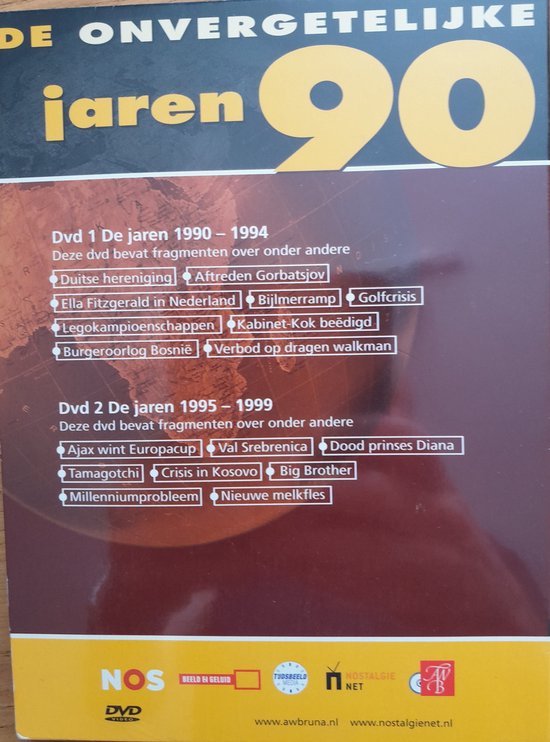 DE ONVERGETELIJKE
jaren 90
Dvd 1 De jaren 1990 – 1994
Deze dvd bevat fragmenten over onder andere
Duitse hereniging Aftreden Gorbatsjov
Ella Fitzgerald in Nederland Bijlmerramp Golfcrisis
Legokampioenschappen Kabinet-Kok beëdigd
Burgeroorlog Bosnië Verbod op dragen walkman
Dvd 2 De jaren 1995 – 1999
Deze dvd bevat fragmenten over onder andere
Ajax wint Europacup Val Srebrenica Dood prinses Diana
Tamagotchi Crisis in Kosovo Big Brother
Millenniumprobleem Nieuwe melkfles
NOS BEELD EN GELUID TIJDSBEELD MEDIA NOSTALGIE NET AWB
DVD VIDEO www.awbruna.nl www.nostalgienet.nl